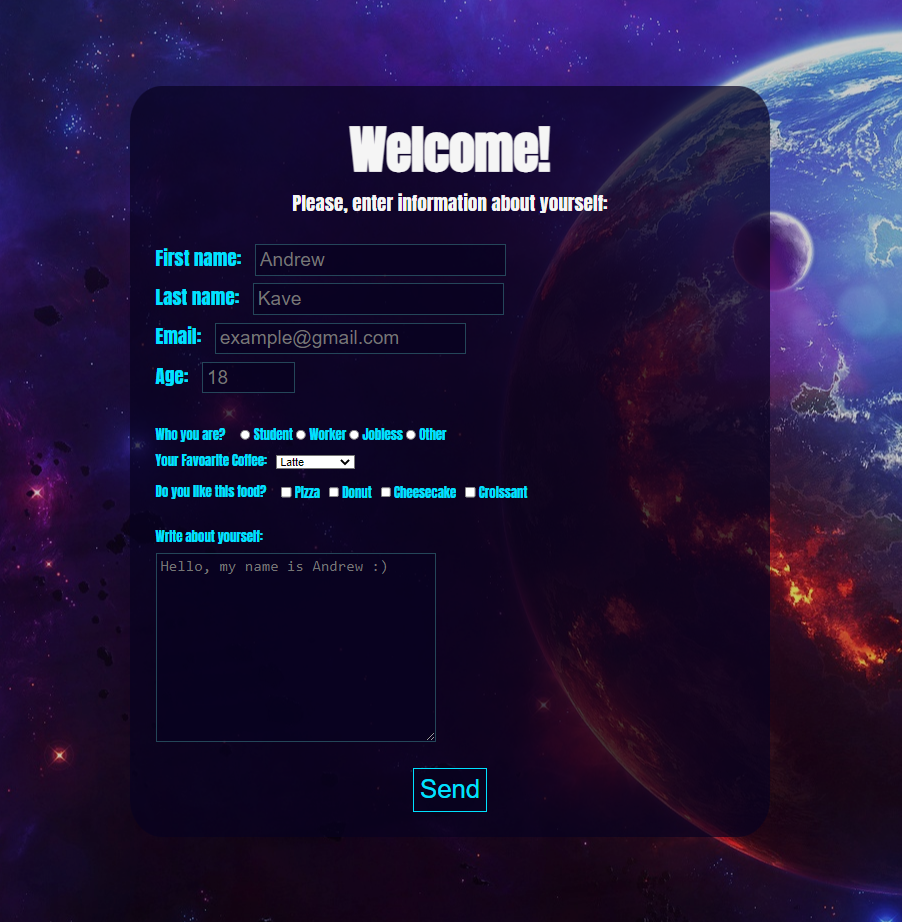 Welcome!
Please, enter information about yourself:
First name: Andrew
Last name: Kave
Email: example@gmail.com
Age: 18
Who you are? Student Worker Jobless Other
Your Favoarite Coffee: Latte
Do you like this food? Pizza Donut Cheesecake Croissant
Write about yourself:
Hello, my name is Andrew :)
Send